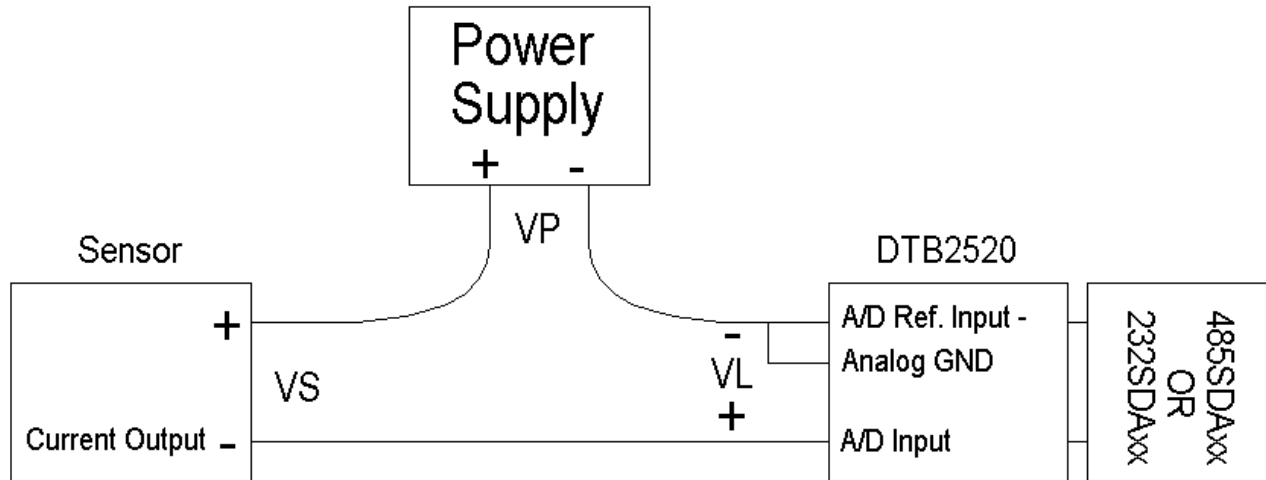 Power
Supply
+ -
VP
Sensor
DTB2520
+
A/D Ref. Input -
-
Analog GND
VS
VL
+
Current Output -
A/D Input
485SDAxx
OR
232SDAxx